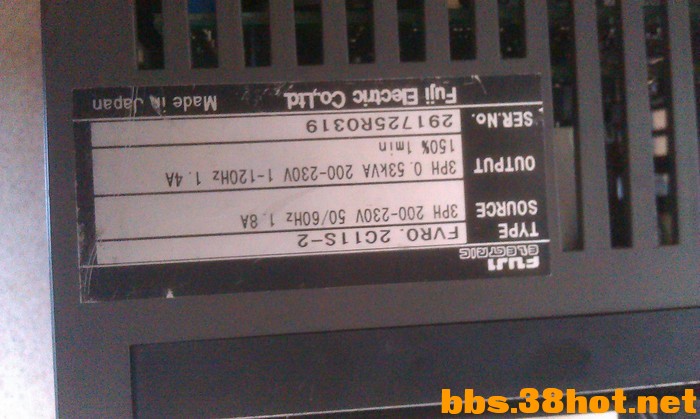 FUJI
ELECTRIC
TYPE FVR0.2C11S-2
SOURCE 3PH 200-230V 50/60Hz 1.8A
OUTPUT 3PH 0.53kVA 200-230V 1-120Hz 1.4A
150% 1min
SER.No. 291725R0319
Fuji Electric Co.,Ltd. Made in Japan
bbs.38hot.net